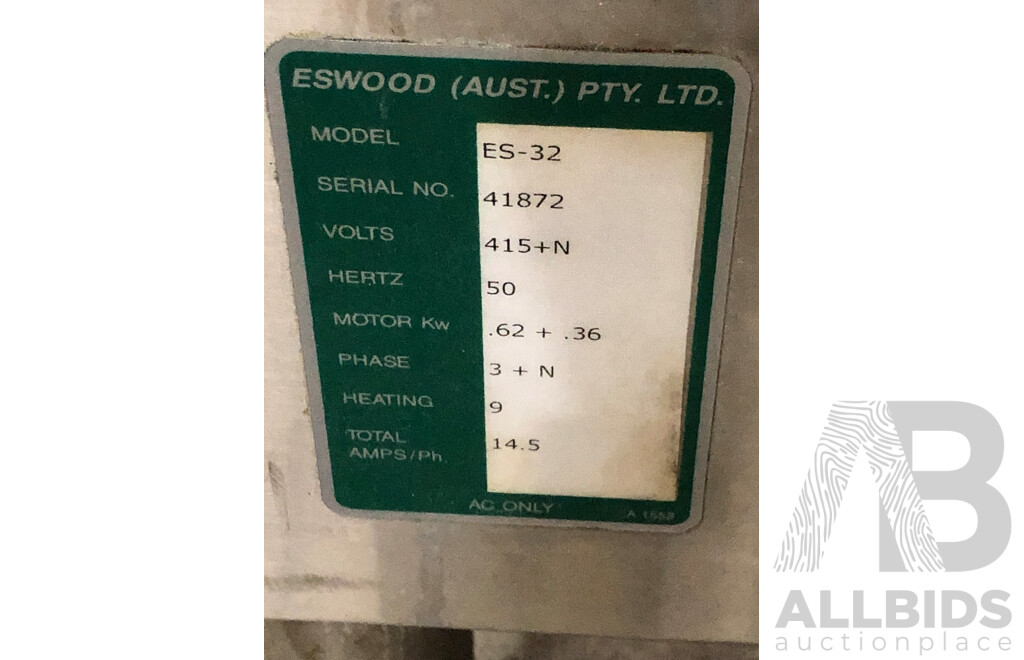 ESWOOD (AUST.) PTY. LTD.
MODEL ES-32
SERIAL NO. 41872
VOLTS 415+N
HERTZ 50
MOTOR Kw .62 + .36
PHASE 3 + N
HEATING 9
TOTAL
AMPS/Ph. 14.5
AC ONLY
AB
ALLBIDS
auctionplace